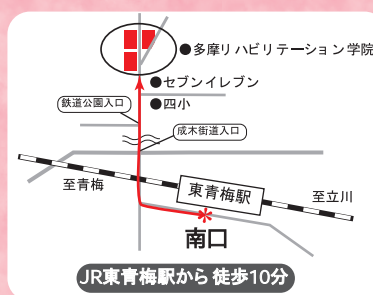 ●多摩リハビリテーション学院
●セブンイレブン
鉄道公園入口
●四小
成木街道入口
至青梅
東青梅駅
至立川
南口
JR東青梅駅から徒歩10分